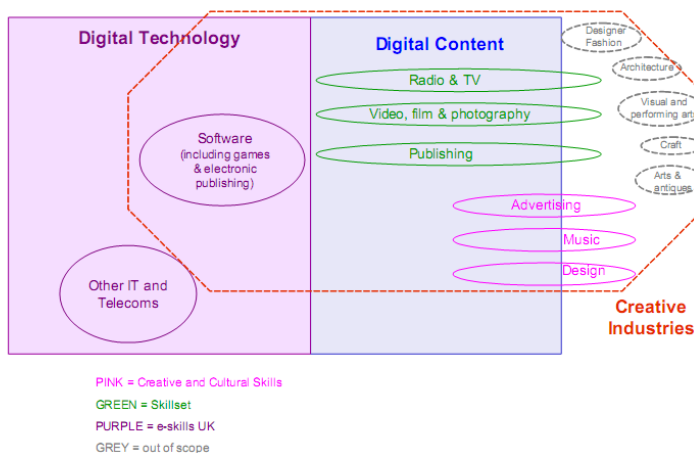 Digital Technology
Digital Content
Designer
Fashion
Architecture
Radio & TV
Visual and
performing arts
Video, film & photography
Software
(including games
& electronic
publishing)
Craft
Publishing
Arts &
antiques
Advertising
Music
Design
Other IT and
Telecoms
Creative
Industries
PINK = Creative and Cultural Skills
GREEN = Skillset
PURPLE = e-skills UK
GREY = out of scope